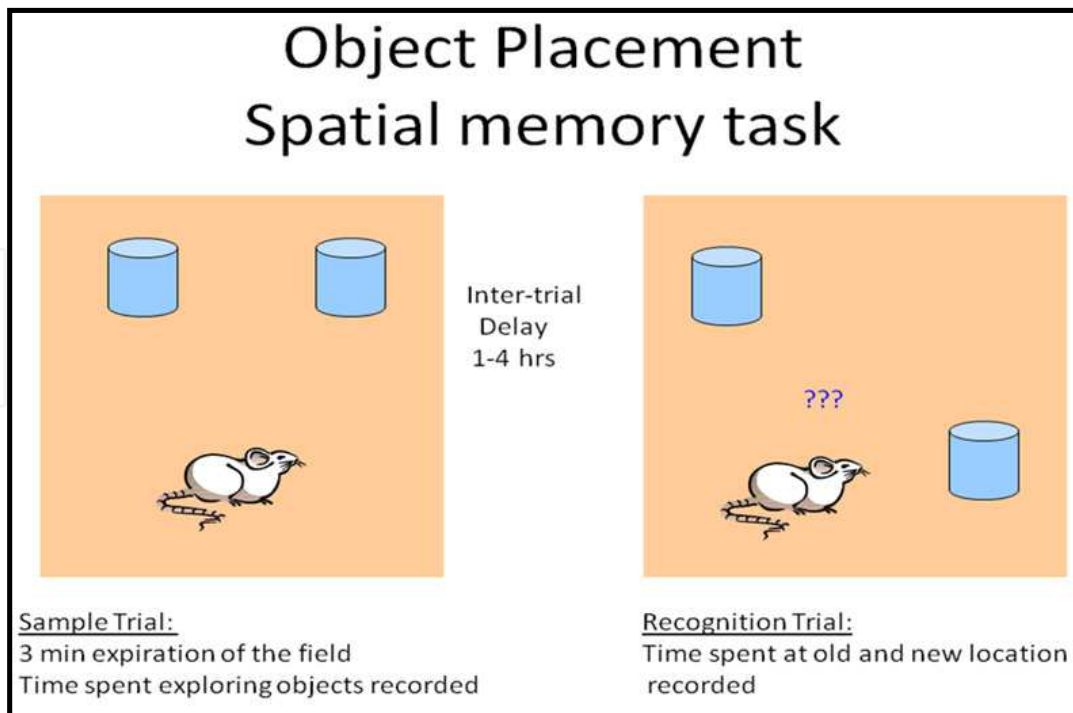 Object Placement
Spatial memory task
Inter-trial
Delay
1-4 hrs
???
Sample Trial:
3 min expiration of the field
Time spent exploring objects recorded
Recognition Trial:
Time spent at old and new location
recorded